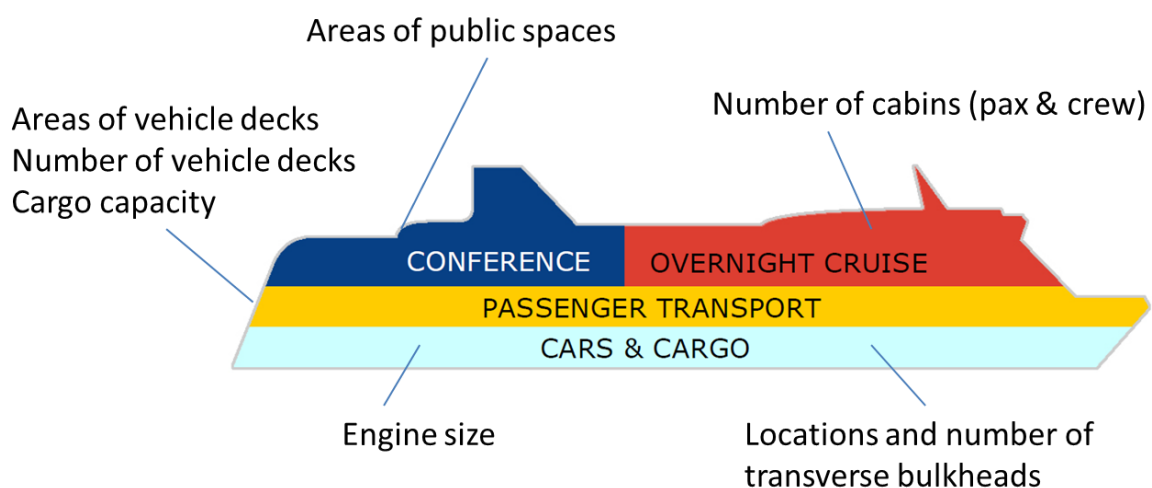 Areas of public spaces
Number of cabins (pax & crew)
Areas of vehicle decks
Number of vehicle decks
Cargo capacity
CONFERENCE
OVERNIGHT CRUISE
PASSENGER TRANSPORT
CARS & CARGO
Engine size
Locations and number of
transverse bulkheads